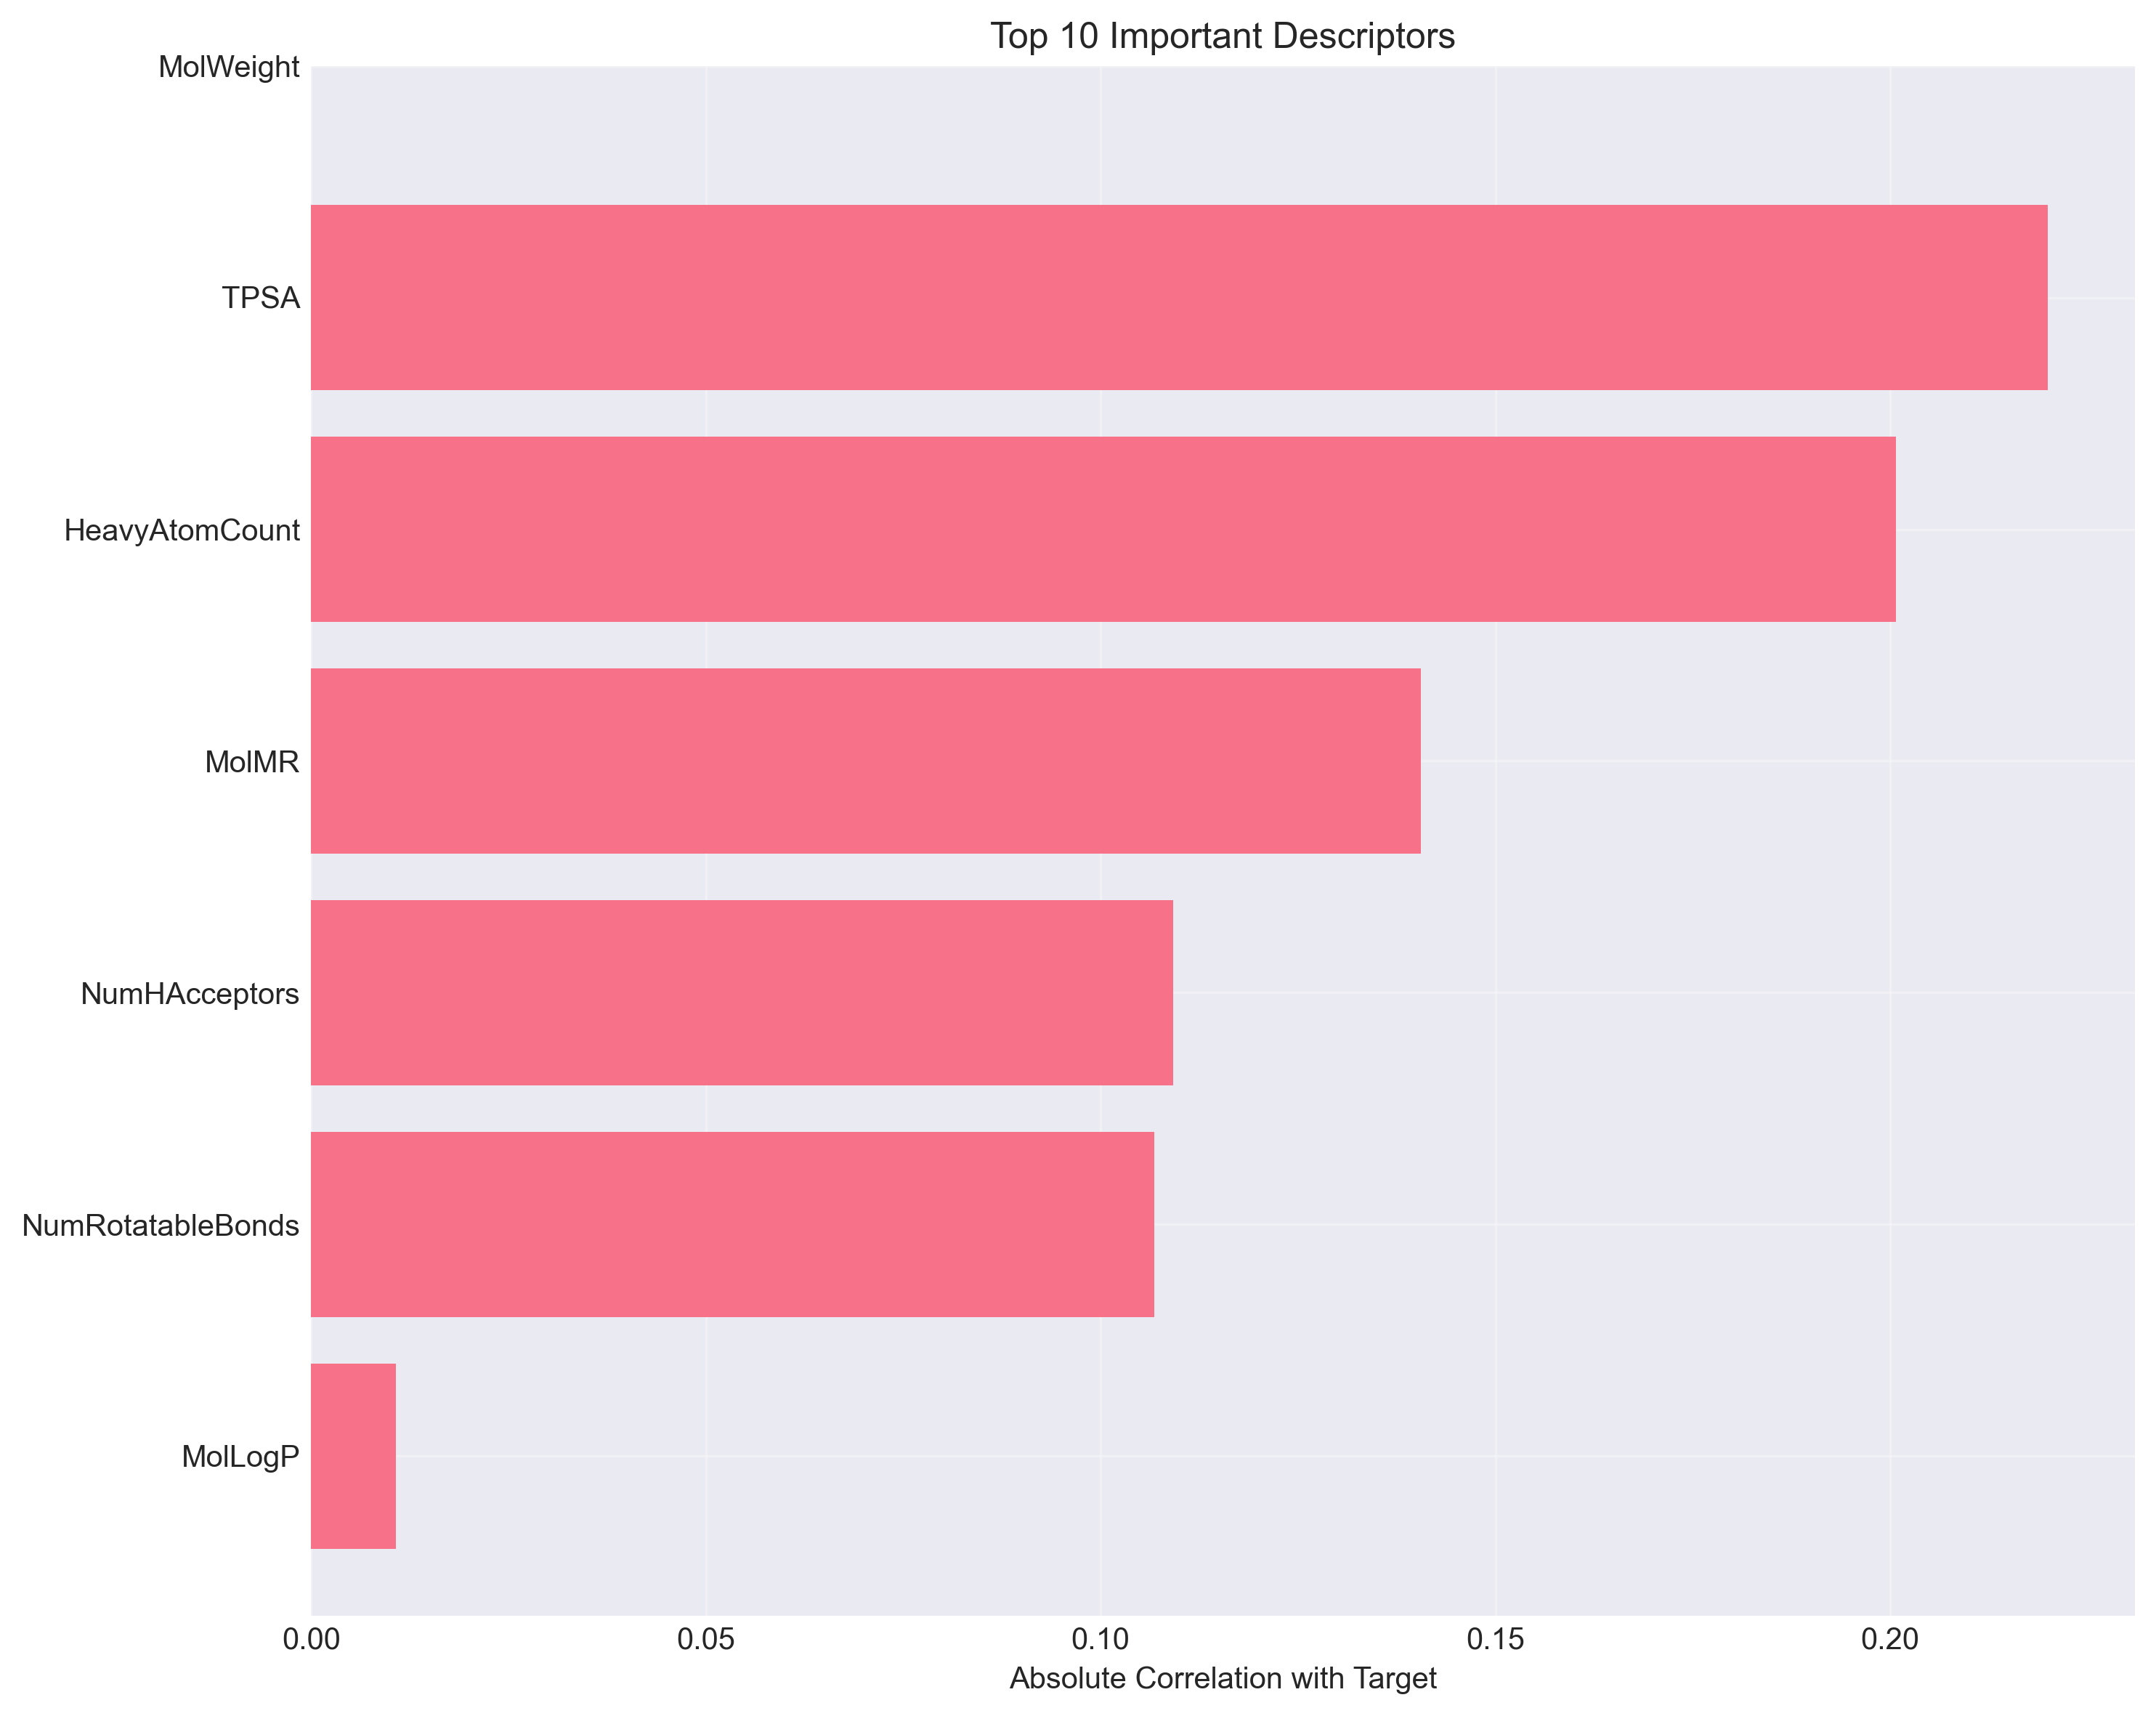 Top 10 Important Descriptors
MolWeight
TPSA
HeavyAtomCount
MolMR
NumHAcceptors
NumRotatableBonds
MolLogP
0.00 0.05 0.10 0.15 0.20
Absolute Correlation with Target